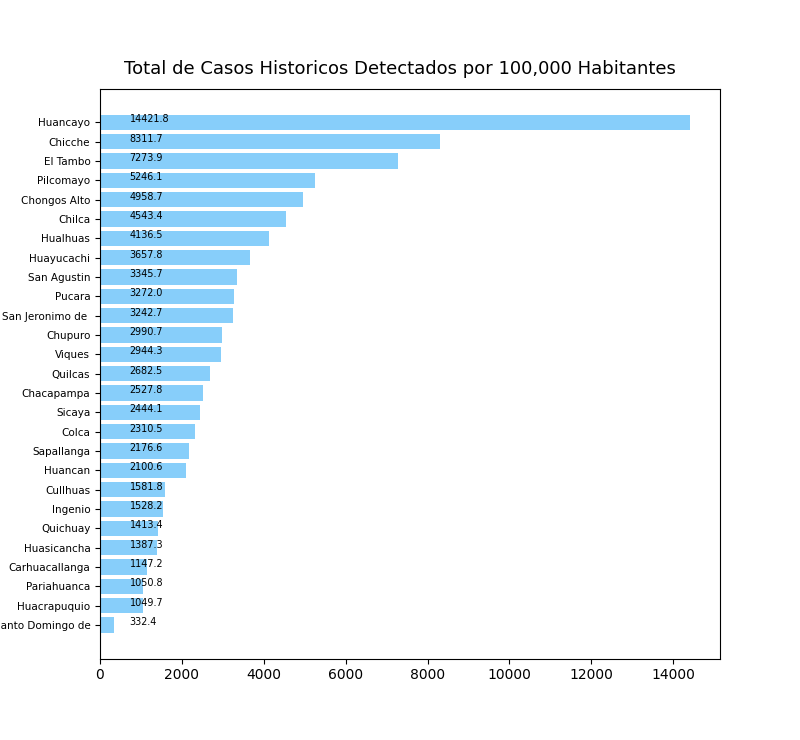 Total de Casos Historicos Detectados por 100,000 Habitantes
Huancayo 14421.8
Chicche 8311.7
El Tambo 7273.9
Pilcomayo 5246.1
Chongos Alto 4958.7
Chilca 4543.4
Hualhuas 4136.5
Huayucachi 3657.8
San Agustin 3345.7
Pucara 3272.0
San Jeronimo de 3242.7
Chupuro 2990.7
Viques 2944.3
Quilcas 2682.5
Chacapampa 2527.8
Sicaya 2444.1
Colca 2310.5
Sapallanga 2176.6
Huancan 2100.6
Cullhuas 1581.8
Ingenio 1528.2
Quichuay 1413.4
Huasicancha 1387.3
Carhuacallanga 1147.2
Pariahuanca 1050.8
Huacrapuquio 1049.7
anto Domingo de 332.4
0 2000 4000 6000 8000 10000 12000 14000